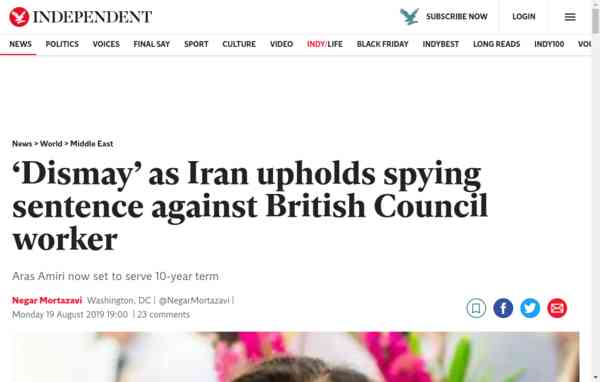 INDEPENDENT
SUBSCRIBE NOW
LOGIN
NEWS POLITICS VOICES FINAL SAY SPORT CULTURE VIDEO INDY/LIFE BLACK FRIDAY INDYBEST LONG READS INDY100 VOU
News > World > Middle East
‘Dismay’ as Iran upholds spying
sentence against British Council
worker
Aras Amiri now set to serve 10-year term
Negar Mortazavi Washington, DC | @NegarMortazavi |
Monday 19 August 2019 19:00 | 23 comments